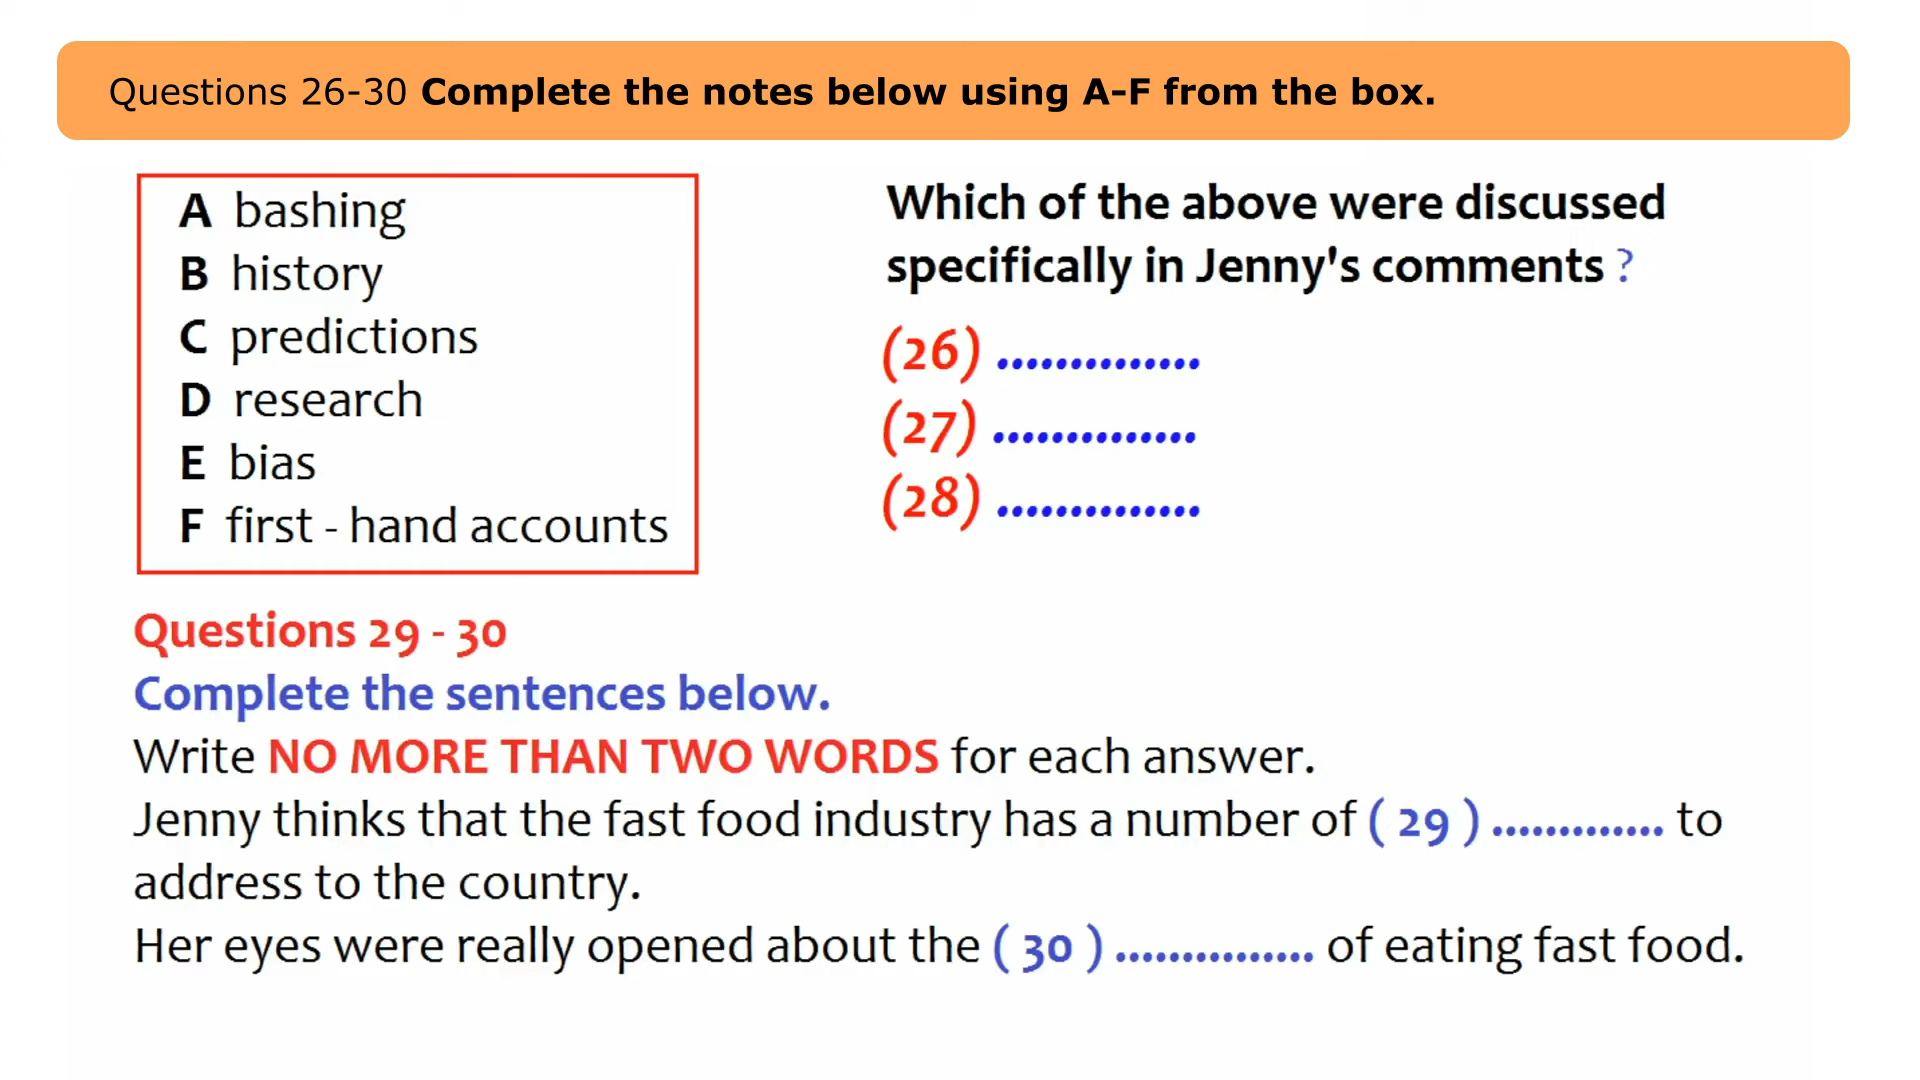 Questions 26-30 Complete the notes below using A-F from the box.
A bashing
B history
C predictions
D research
E bias
F first - hand accounts
Which of the above were discussed
specifically in Jenny's comments ?
(26) ..............
(27) ..............
(28) ..............
Questions 29 - 30
Complete the sentences below.
Write NO MORE THAN TWO WORDS for each answer.
Jenny thinks that the fast food industry has a number of ( 29 ) ............. to
address to the country.
Her eyes were really opened about the ( 30 ) ............... of eating fast food.